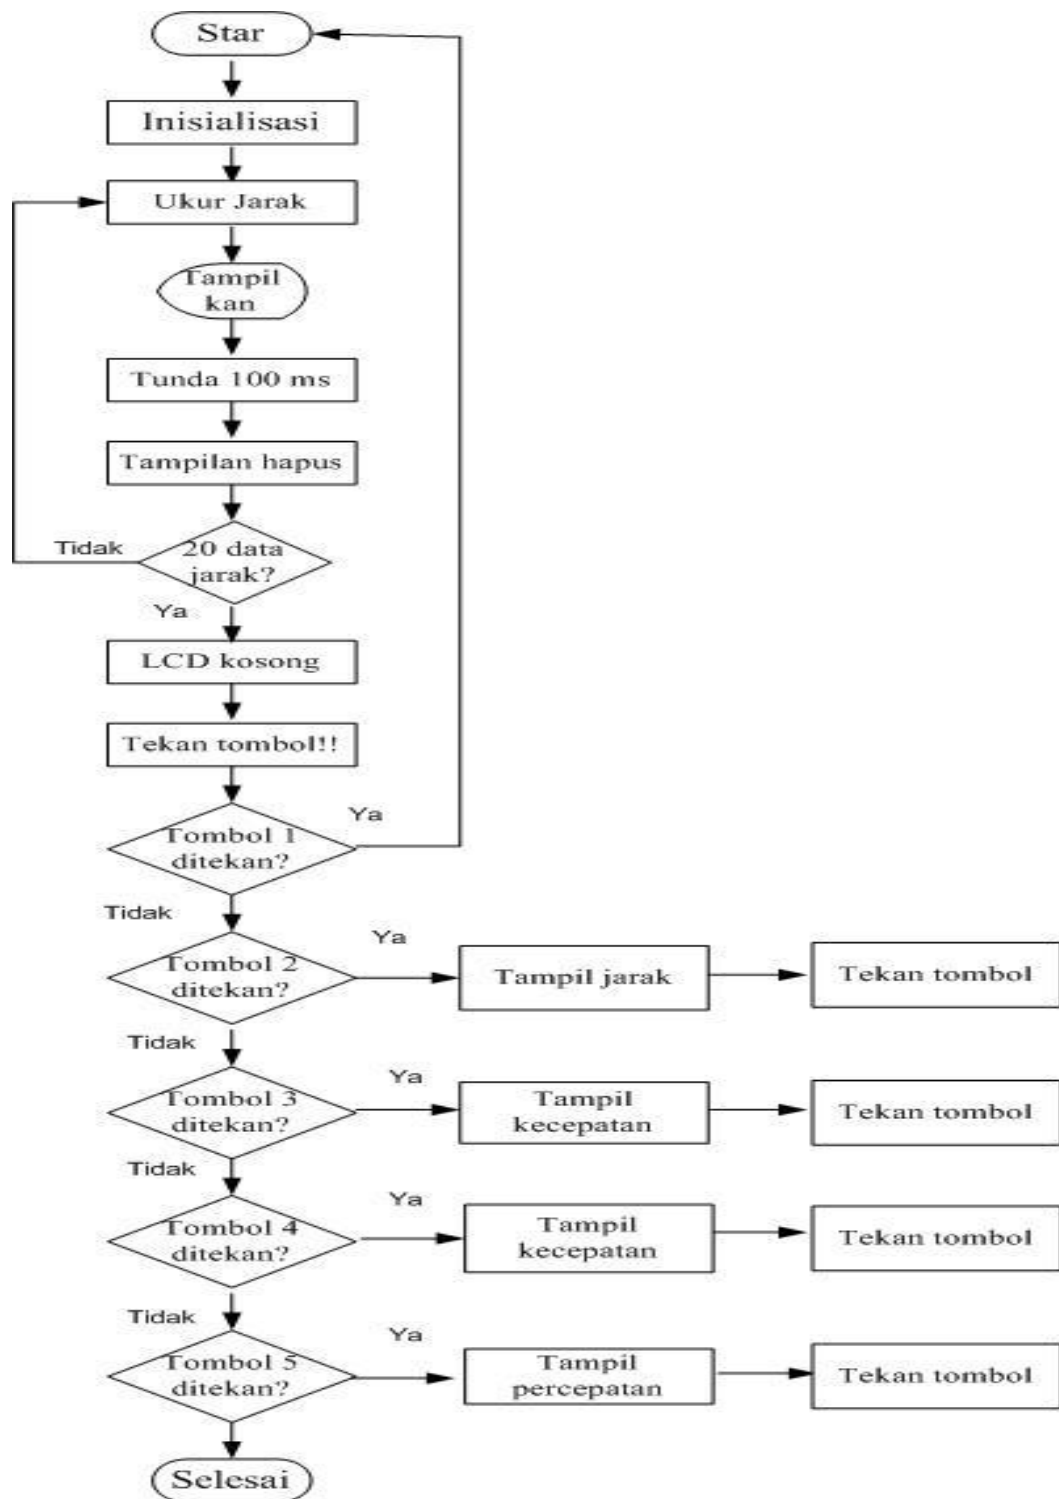 Star
Inisialisasi
Ukur Jarak
Tampil
kan
Tunda 100 ms
Tampilan hapus
Tidak
20 data
jarak?
Ya
LCD kosong
Tekan tombol!!
Ya
Tombol 1
ditekan?
Tidak
Ya
Tombol 2
ditekan?
Tampil jarak
Tekan tombol
Tidak
Ya
Tombol 3
ditekan?
Tampil
kecepatan
Tekan tombol
Tidak
Ya
Tombol 4
ditekan?
Tampil
kecepatan
Tekan tombol
Tidak
Ya
Tombol 5
ditekan?
Tampil
percepatan
Tekan tombol
Selesai